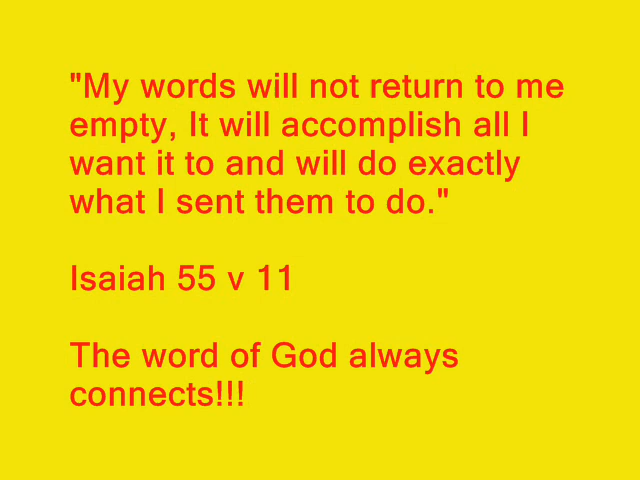 "My words will not return to me
empty, It will accomplish all I
want it to and will do exactly
what I sent them to do."
Isaiah 55 v 11
The word of God always
connects!!!